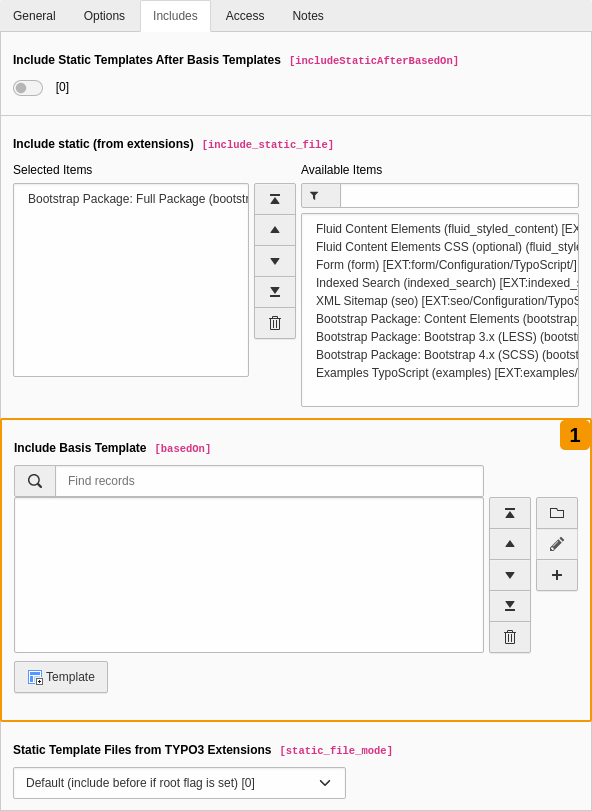 General Options Includes Access Notes
Include Static Templates After Basis Templates [includeStaticAfterBasedOn]
[0]
Include static (from extensions) [include_static_file]
Selected Items
Available Items
Bootstrap Package: Full Package (bootst
Fluid Content Elements (fluid_styled_content) [EX
Fluid Content Elements CSS (optional) (fluid_style
Form (form) [EXT:form/Configuration/TypoScript/]
Indexed Search (indexed_search) [EXT:indexed_s
XML Sitemap (seo) [EXT:seo/Configuration/TypoS
Bootstrap Package: Content Elements (bootstrap_
Bootstrap Package: Bootstrap 3.x (LESS) (bootst
Bootstrap Package: Bootstrap 4.x (SCSS) (bootst
Examples TypoScript (examples) [EXT:examples/
1
Include Basis Template [basedOn]
Find records
Template
Static Template Files from TYPO3 Extensions [static_file_mode]
Default (include before if root flag is set) [0]